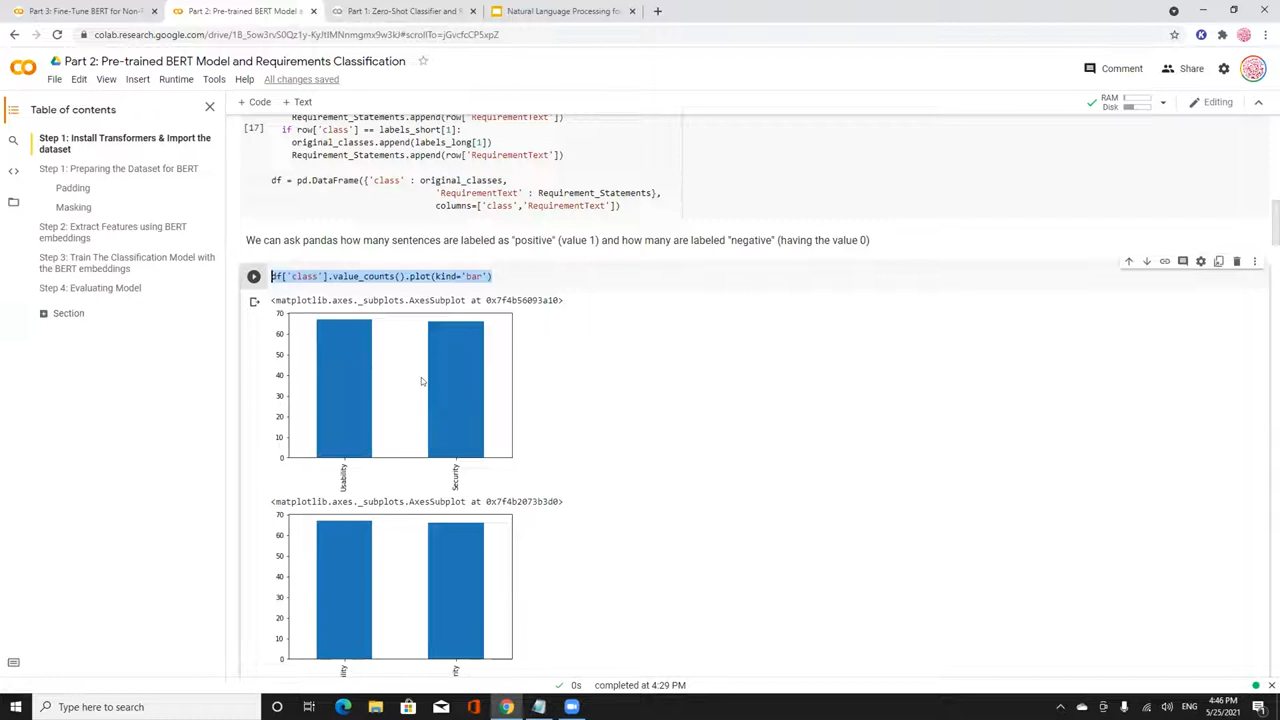 Part 3: Fine-Tune BERT for Non-
Part 2: Pre-trained BERT Model a
Part 1: Zero-Shot Classifier and R
Natural Language Processing for
colab.research.google.com/drive/
Part 2: Pre-trained BERT Model and Requirements Classification
File Edit View Insert Runtime Tools Help All changes saved
Comment
Share
Table of contents
+ Code + Text
RAM
Disk
Editing
Step 1: Install Transformers & Import the
dataset
Step 1: Preparing the Dataset for BERT
Padding
Masking
Step 2: Extract Features using BERT
embeddings
Step 3: Train The Classification Model with
the BERT embeddings
Step 4: Evaluating Model
Section
Requirement_Statements.append(row['RequirementText'])
[17] if row['class'] == labels_short[1]:
original_classes.append(labels_long[1])
Requirement_Statements.append(row['RequirementText'])
df = pd.DataFrame({'class' : original_classes,
'RequirementText' : Requirement_Statements},
columns=['class','RequirementText'])
We can ask pandas how many sentences are labeled as "positive" (value 1) and how many are labeled "negative" (having the value 0)
df['class'].value_counts().plot(kind='bar')
<matplotlib.axes._subplots.AxesSubplot at 0x7f4b56093a10>
70
60
50
40
30
20
10
0
Usability
Security
<matplotlib.axes._subplots.AxesSubplot at 0x7f4b2073b3d0>
70
60
50
40
30
20
10
0
0s completed at 4:29 PM
Type here to search
ENG
4:46 PM
5/25/2021